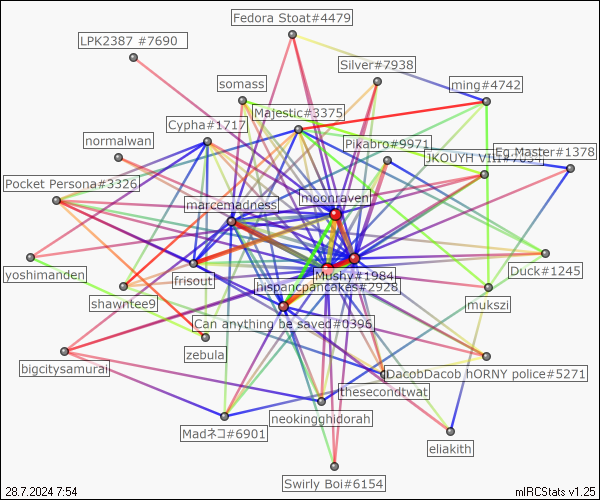 Fedora Stoat#4479
LPK2387 #7690
Silver#7938
somass
ming#4742
Majestic#3375
Cypha#1717
normalwan
Pikabro#9971
Eg.Master#1378
JKOUYH
Pocket Persona#3326
marcemadness
moonraven
yoshimanden
frisout
Mushy#1984
Duck#1245
hispancpancakes#2928
shawntee9
mukszi
Can anything be saved#0396
zebula
bigcitysamurai
DacobDacob hORNY police#5271
thesecondtwat
neokingghidorah
Madネコ#6901
eliakith
Swirly Boi#6154
28.7.2024 7:54
mIRCStats v1.25